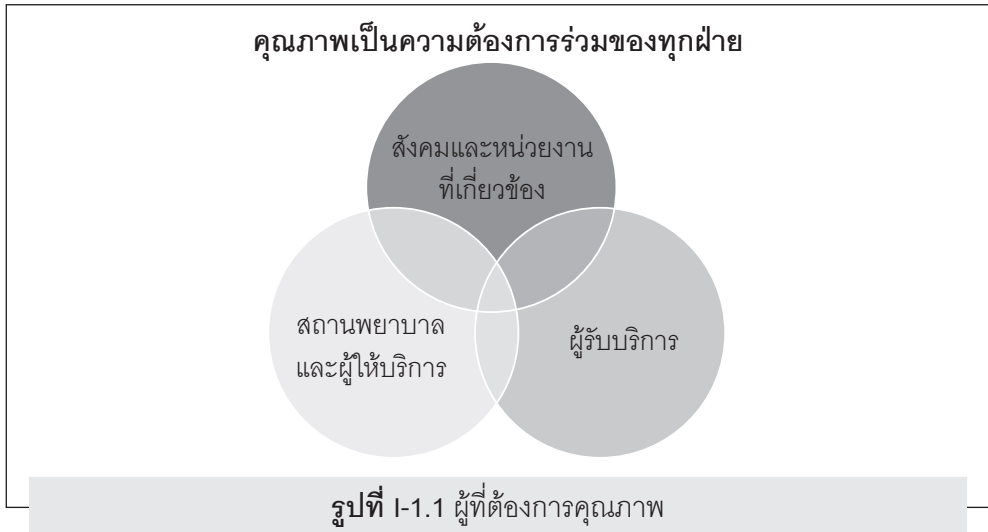 คุณภาพเป็นความต้องการร่วมของทุกฝ่าย
สังคมและหน่วยงาน
ที่เกี่ยวข้อง
สถานพยาบาล
และผู้ให้บริการ
ผู้รับบริการ
รูปที่ I-1.1 ผู้ที่ต้องการคุณภาพ